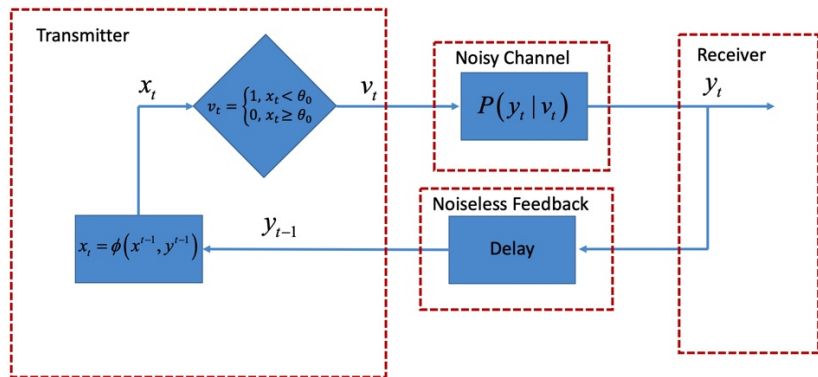 Transmitter
Noisy Channel
Receiver
x_t
v_t = {1, x_t < θ_0
0, x_t ≥ θ_0
v_t
P(y_t | v_t)
y_t
Noiseless Feedback
x_t = ϕ(x^{t-1}, y^{t-1})
y_{t-1}
Delay